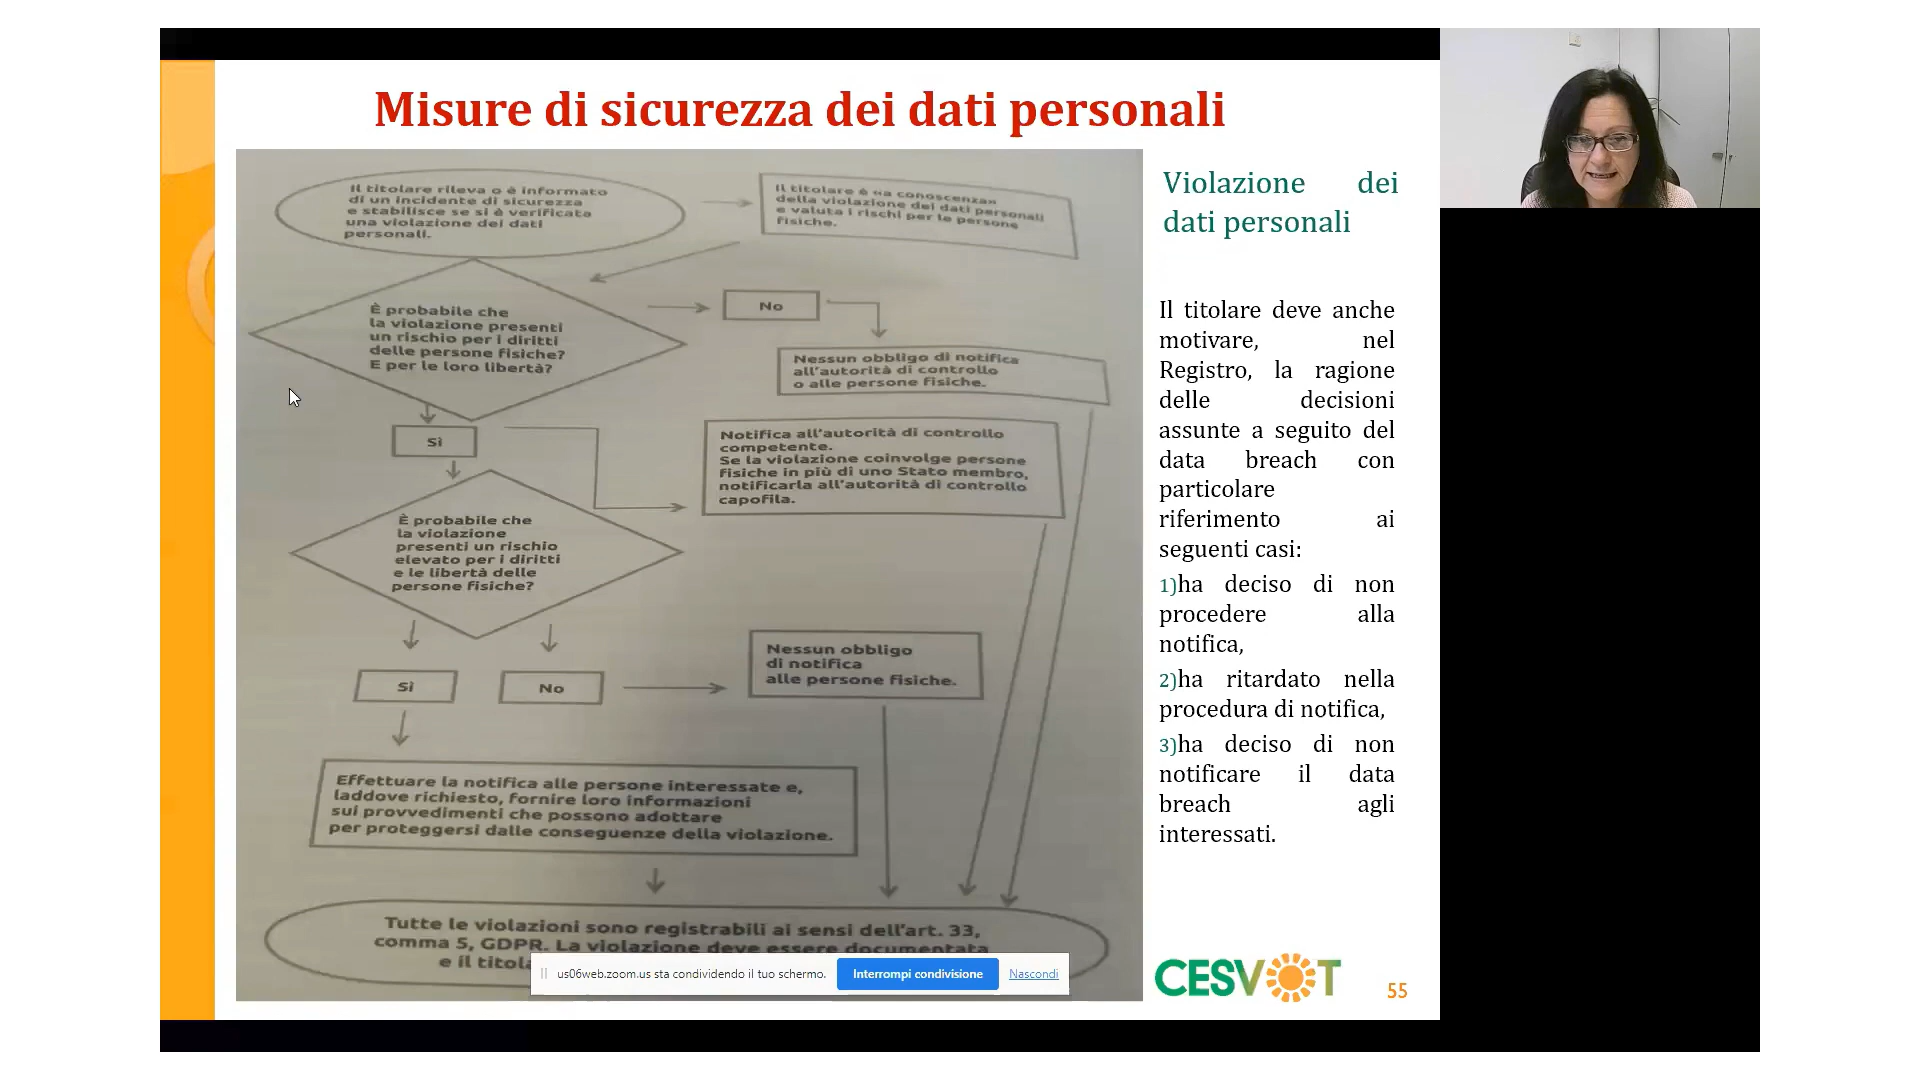 Misure di sicurezza dei dati personali
Il titolare rileva o è informato
di un incidente di sicurezza
e stabilisce se si è verificata
una violazione dei dati
personali.
Il titolare è «a conoscenza»
della violazione dei dati personali
e valuta i rischi per le persone
fisiche.
È probabile che
la violazione presenti
un rischio per i diritti
delle persone fisiche?
E per le loro libertà?
No
Nessun obbligo di notifica
all'autorità di controllo
o alle persone fisiche.
Sì
Notifica all'autorità di controllo
competente.
Se la violazione coinvolge persone
fisiche in più di uno Stato membro,
notificarla all'autorità di controllo
capofila.
È probabile che
la violazione
presenti un rischio
elevato per i diritti
e le libertà delle
persone fisiche?
Sì
No
Nessun obbligo
di notifica
alle persone fisiche.
Effettuare la notifica alle persone interessate e,
laddove richiesto, fornire loro informazioni
sui provvedimenti che possono adottare
per proteggersi dalle conseguenze della violazione.
Tutte le violazioni sono registrabili ai sensi dell'art. 33,
comma 5, GDPR. La violazione deve essere documentata
e il
us06web.zoom.us sta condividendo il tuo schermo.
Interrompi condivisione
Nascondi
Violazione dei
dati personali
Il titolare deve anche
motivare, nel
Registro, la ragione
delle decisioni
assunte a seguito del
data breach con
particolare
riferimento ai
seguenti casi:
1)ha deciso di non
procedere alla
notifica,
2)ha ritardato nella
procedura di notifica,
3)ha deciso di non
notificare il data
breach agli
interessati.
CESVOT
55